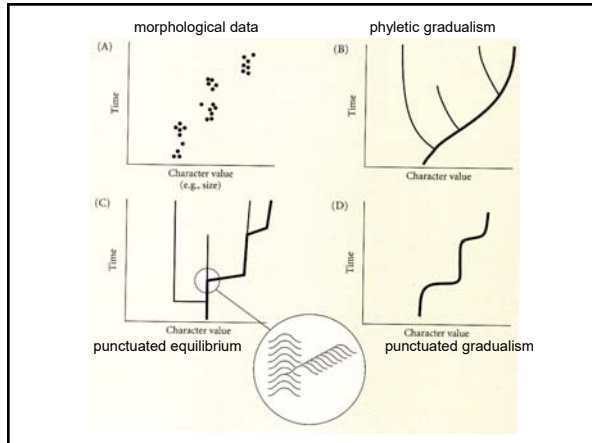 morphological data
phyletic gradualism
(A)
Time
Character value
(e.g., size)
(B)
Time
Character value
(C)
Time
Character value
punctuated equilibrium
(D)
Time
Character value
punctuated gradualism